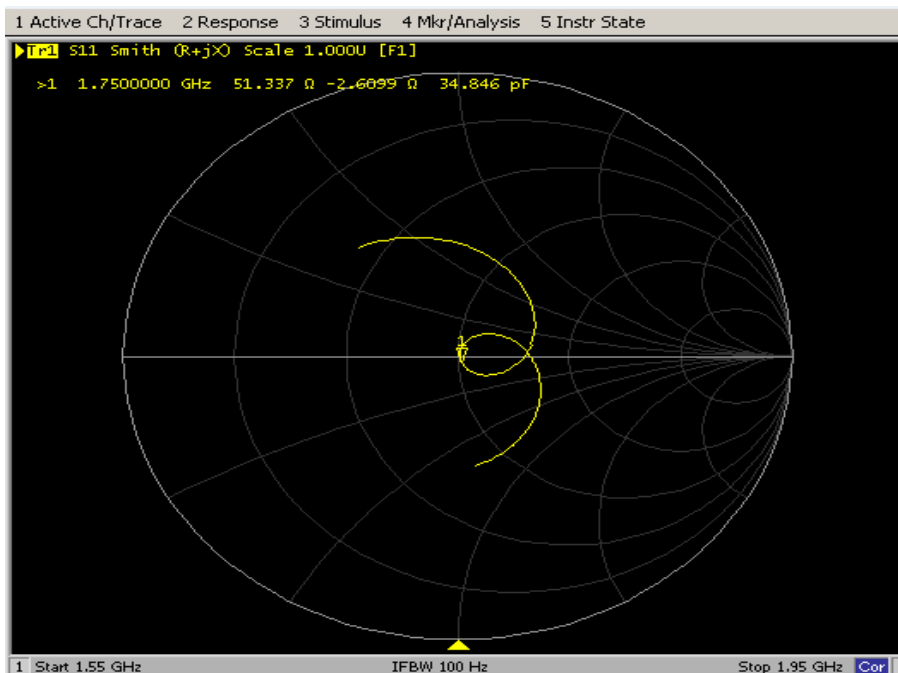 1 Active Ch/Trace 2 Response 3 Stimulus 4 Mkr/Analysis 5 Instr State
Tr1 S11 Smith (R+jX) Scale 1.000U [F1]
>1 1.7500000 GHz 51.337 Ω -2.6099 Ω 34.846 pF
1
1 Start 1.55 GHz IFBW 100 Hz Stop 1.95 GHz Cor